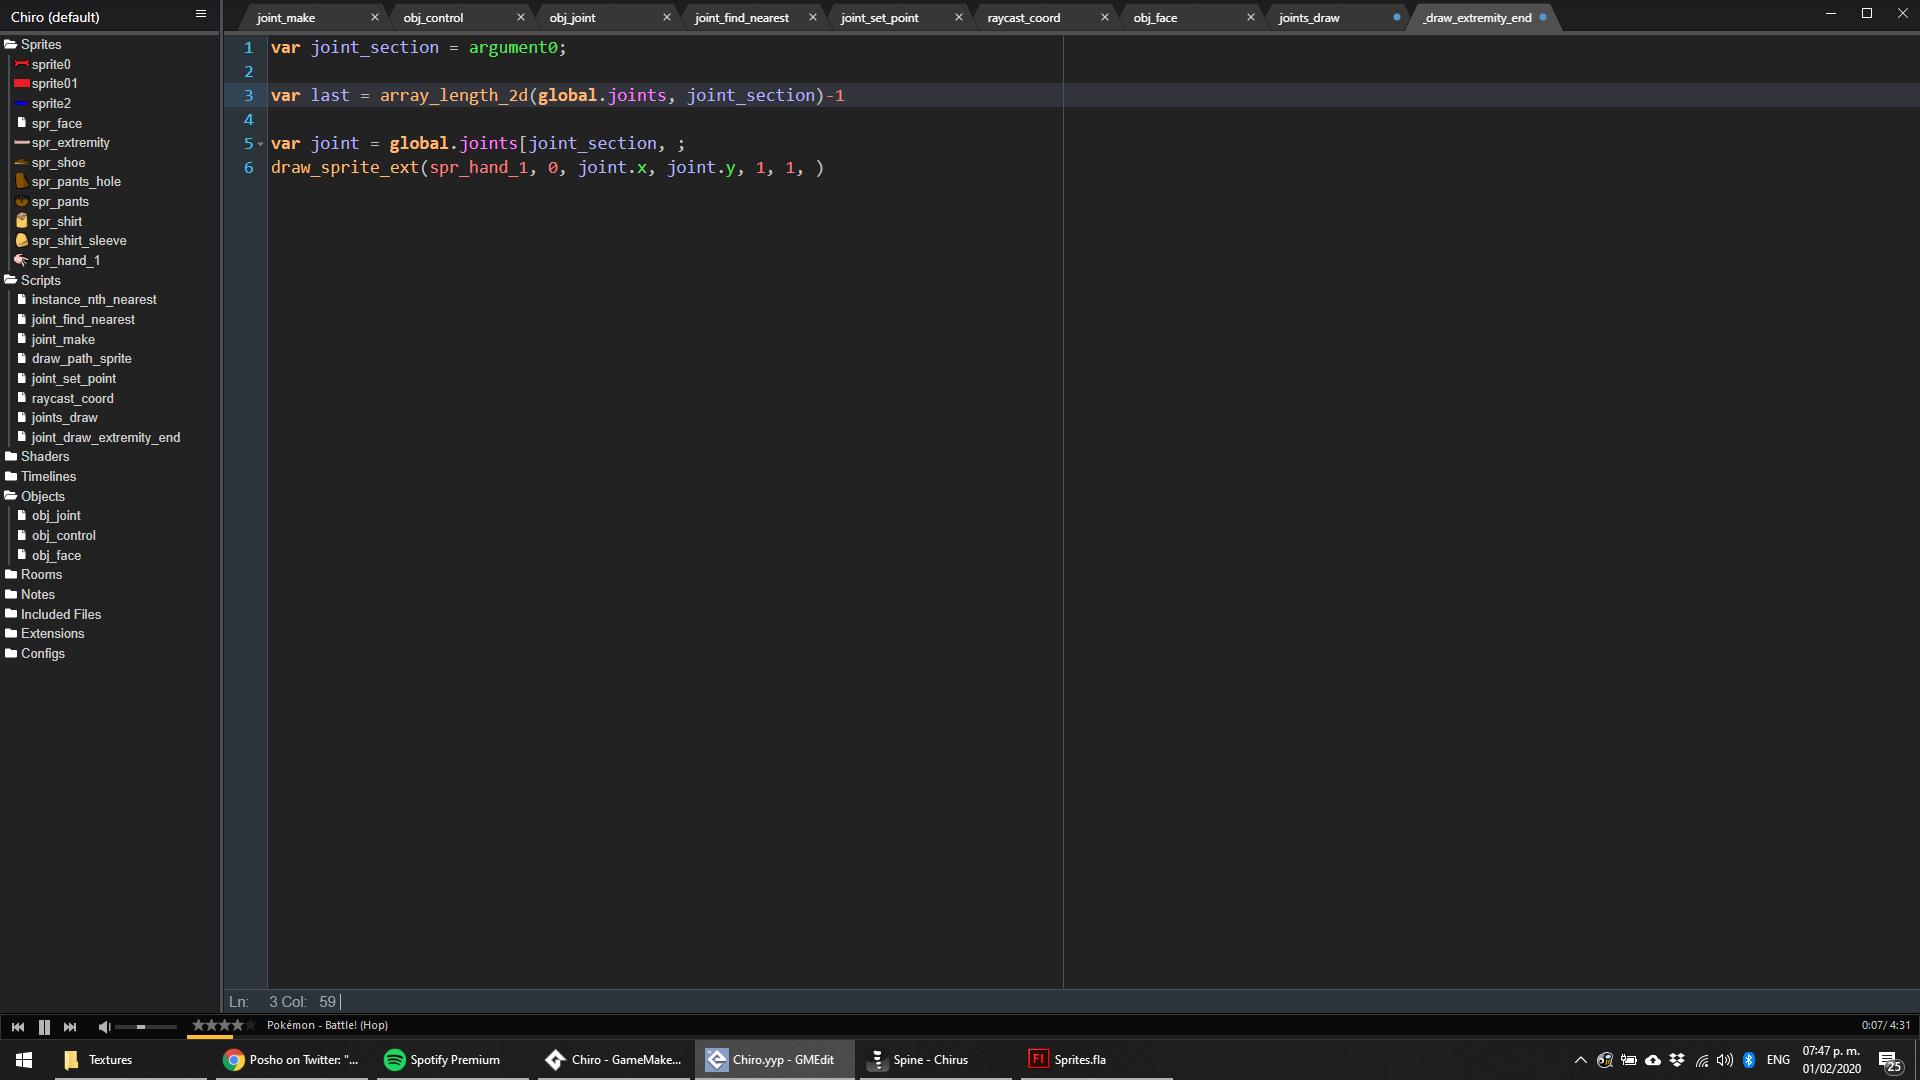 Chiro (default)
joint_make
obj_control
obj_joint
joint_find_nearest
joint_set_point
raycast_coord
obj_face
joints_draw
_draw_extremity_end
Sprites
sprite0
sprite01
sprite2
spr_face
spr_extremity
spr_shoe
spr_pants_hole
spr_pants
spr_shirt
spr_shirt_sleeve
spr_hand_1
Scripts
instance_nth_nearest
joint_find_nearest
joint_make
draw_path_sprite
joint_set_point
raycast_coord
joints_draw
joint_draw_extremity_end
Shaders
Timelines
Objects
obj_joint
obj_control
obj_face
Rooms
Notes
Included Files
Extensions
Configs
1 var joint_section = argument0;
2
3 var last = array_length_2d(global.joints, joint_section)-1
4
5 var joint = global.joints[joint_section, ;
6 draw_sprite_ext(spr_hand_1, 0, joint.x, joint.y, 1, 1, )
Ln: 3 Col: 59
Pokémon - Battle! (Hop)
0:07/ 4:31
Textures
Posho on Twitter: "...
Spotify Premium
Chiro - GameMake...
Chiro.yyp - GMEdit
Spine - Chirus
Fl
Sprites.fla
ENG
07:47 p. m.
01/02/2020
25